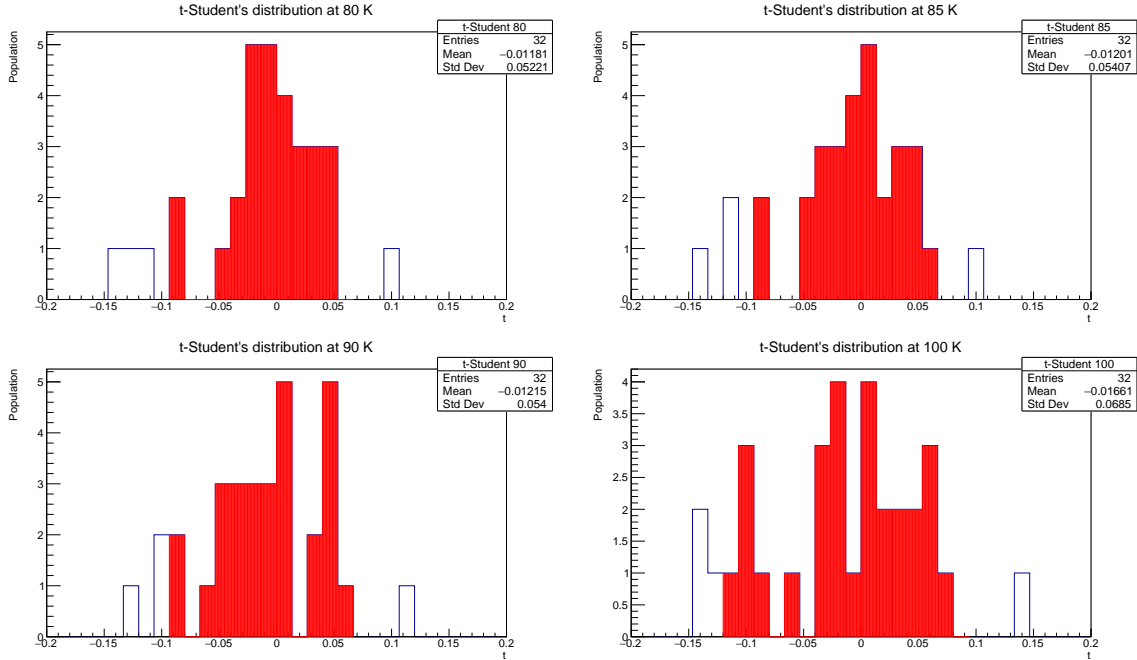 t-Student's distribution at 80 K
t-Student 80
Entries 32
Mean −0.01181
Std Dev 0.05221
Population
5
4
3
2
1
0
−0.2 −0.15 −0.1 −0.05 0 0.05 0.1 0.15 0.2
t
t-Student's distribution at 85 K
t-Student 85
Entries 32
Mean −0.01201
Std Dev 0.05407
Population
5
4
3
2
1
0
−0.2 −0.15 −0.1 −0.05 0 0.05 0.1 0.15 0.2
t
t-Student's distribution at 90 K
t-Student 90
Entries 32
Mean −0.01215
Std Dev 0.054
Population
5
4
3
2
1
0
−0.2 −0.15 −0.1 −0.05 0 0.05 0.1 0.15 0.2
t
t-Student's distribution at 100 K
t-Student 100
Entries 32
Mean −0.01661
Std Dev 0.0685
Population
4
3.5
3
2.5
2
1.5
1
0.5
0
−0.2 −0.15 −0.1 −0.05 0 0.05 0.1 0.15 0.2
t